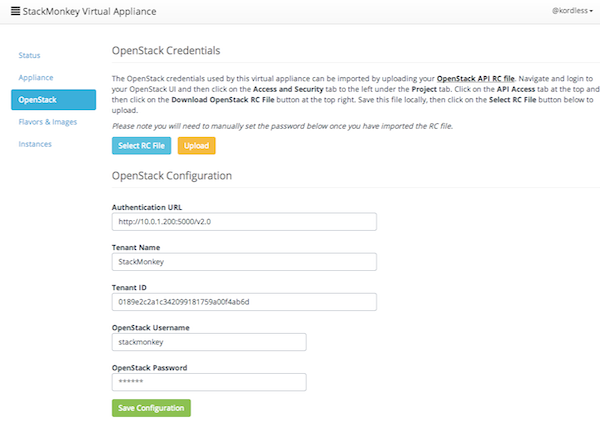 StackMonkey Virtual Appliance
@kordless
Status
Appliance
OpenStack
Flavors & Images
Instances
OpenStack Credentials
The OpenStack credentials used by this virtual appliance can be imported by uploading your OpenStack API RC file. Navigate and login
to your OpenStack UI and then click on the Access and Security tab to the left under the Project tab. Click on the API Access tab at the top and
then click on the Download OpenStack RC File button at the top right. Save this file locally, then click on the Select RC File button below to
upload.
Please note you will need to manually set the password below once you have imported the RC file.
Select RC File
Upload
OpenStack Configuration
Authentication URL
http://10.0.1.200:5000/v2.0
Tenant Name
StackMonkey
Tenant ID
0189e2c2a1c342099181759a00f4ab6d
OpenStack Username
stackmonkey
OpenStack Password
******
Save Configuration